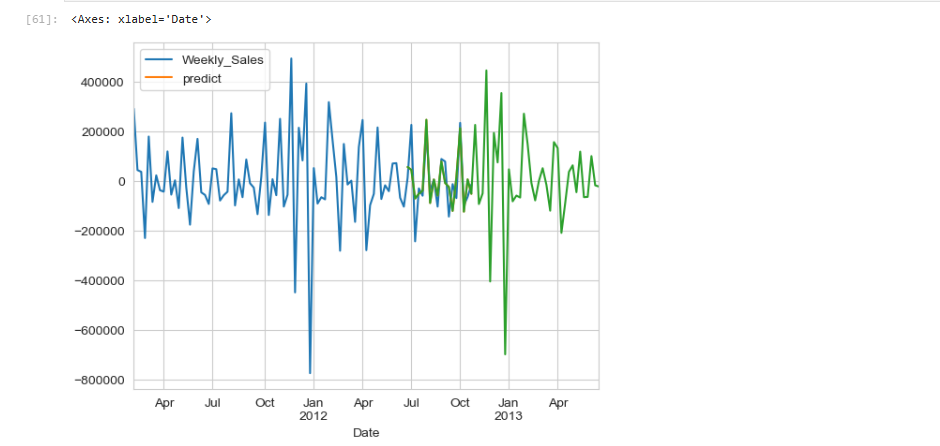 [61]: <Axes: xlabel='Date'>
Weekly_Sales
predict
400000
200000
0
−200000
−400000
−600000
−800000
Apr Jul Oct Jan Apr Jul Oct Jan Apr
2012 2013
Date